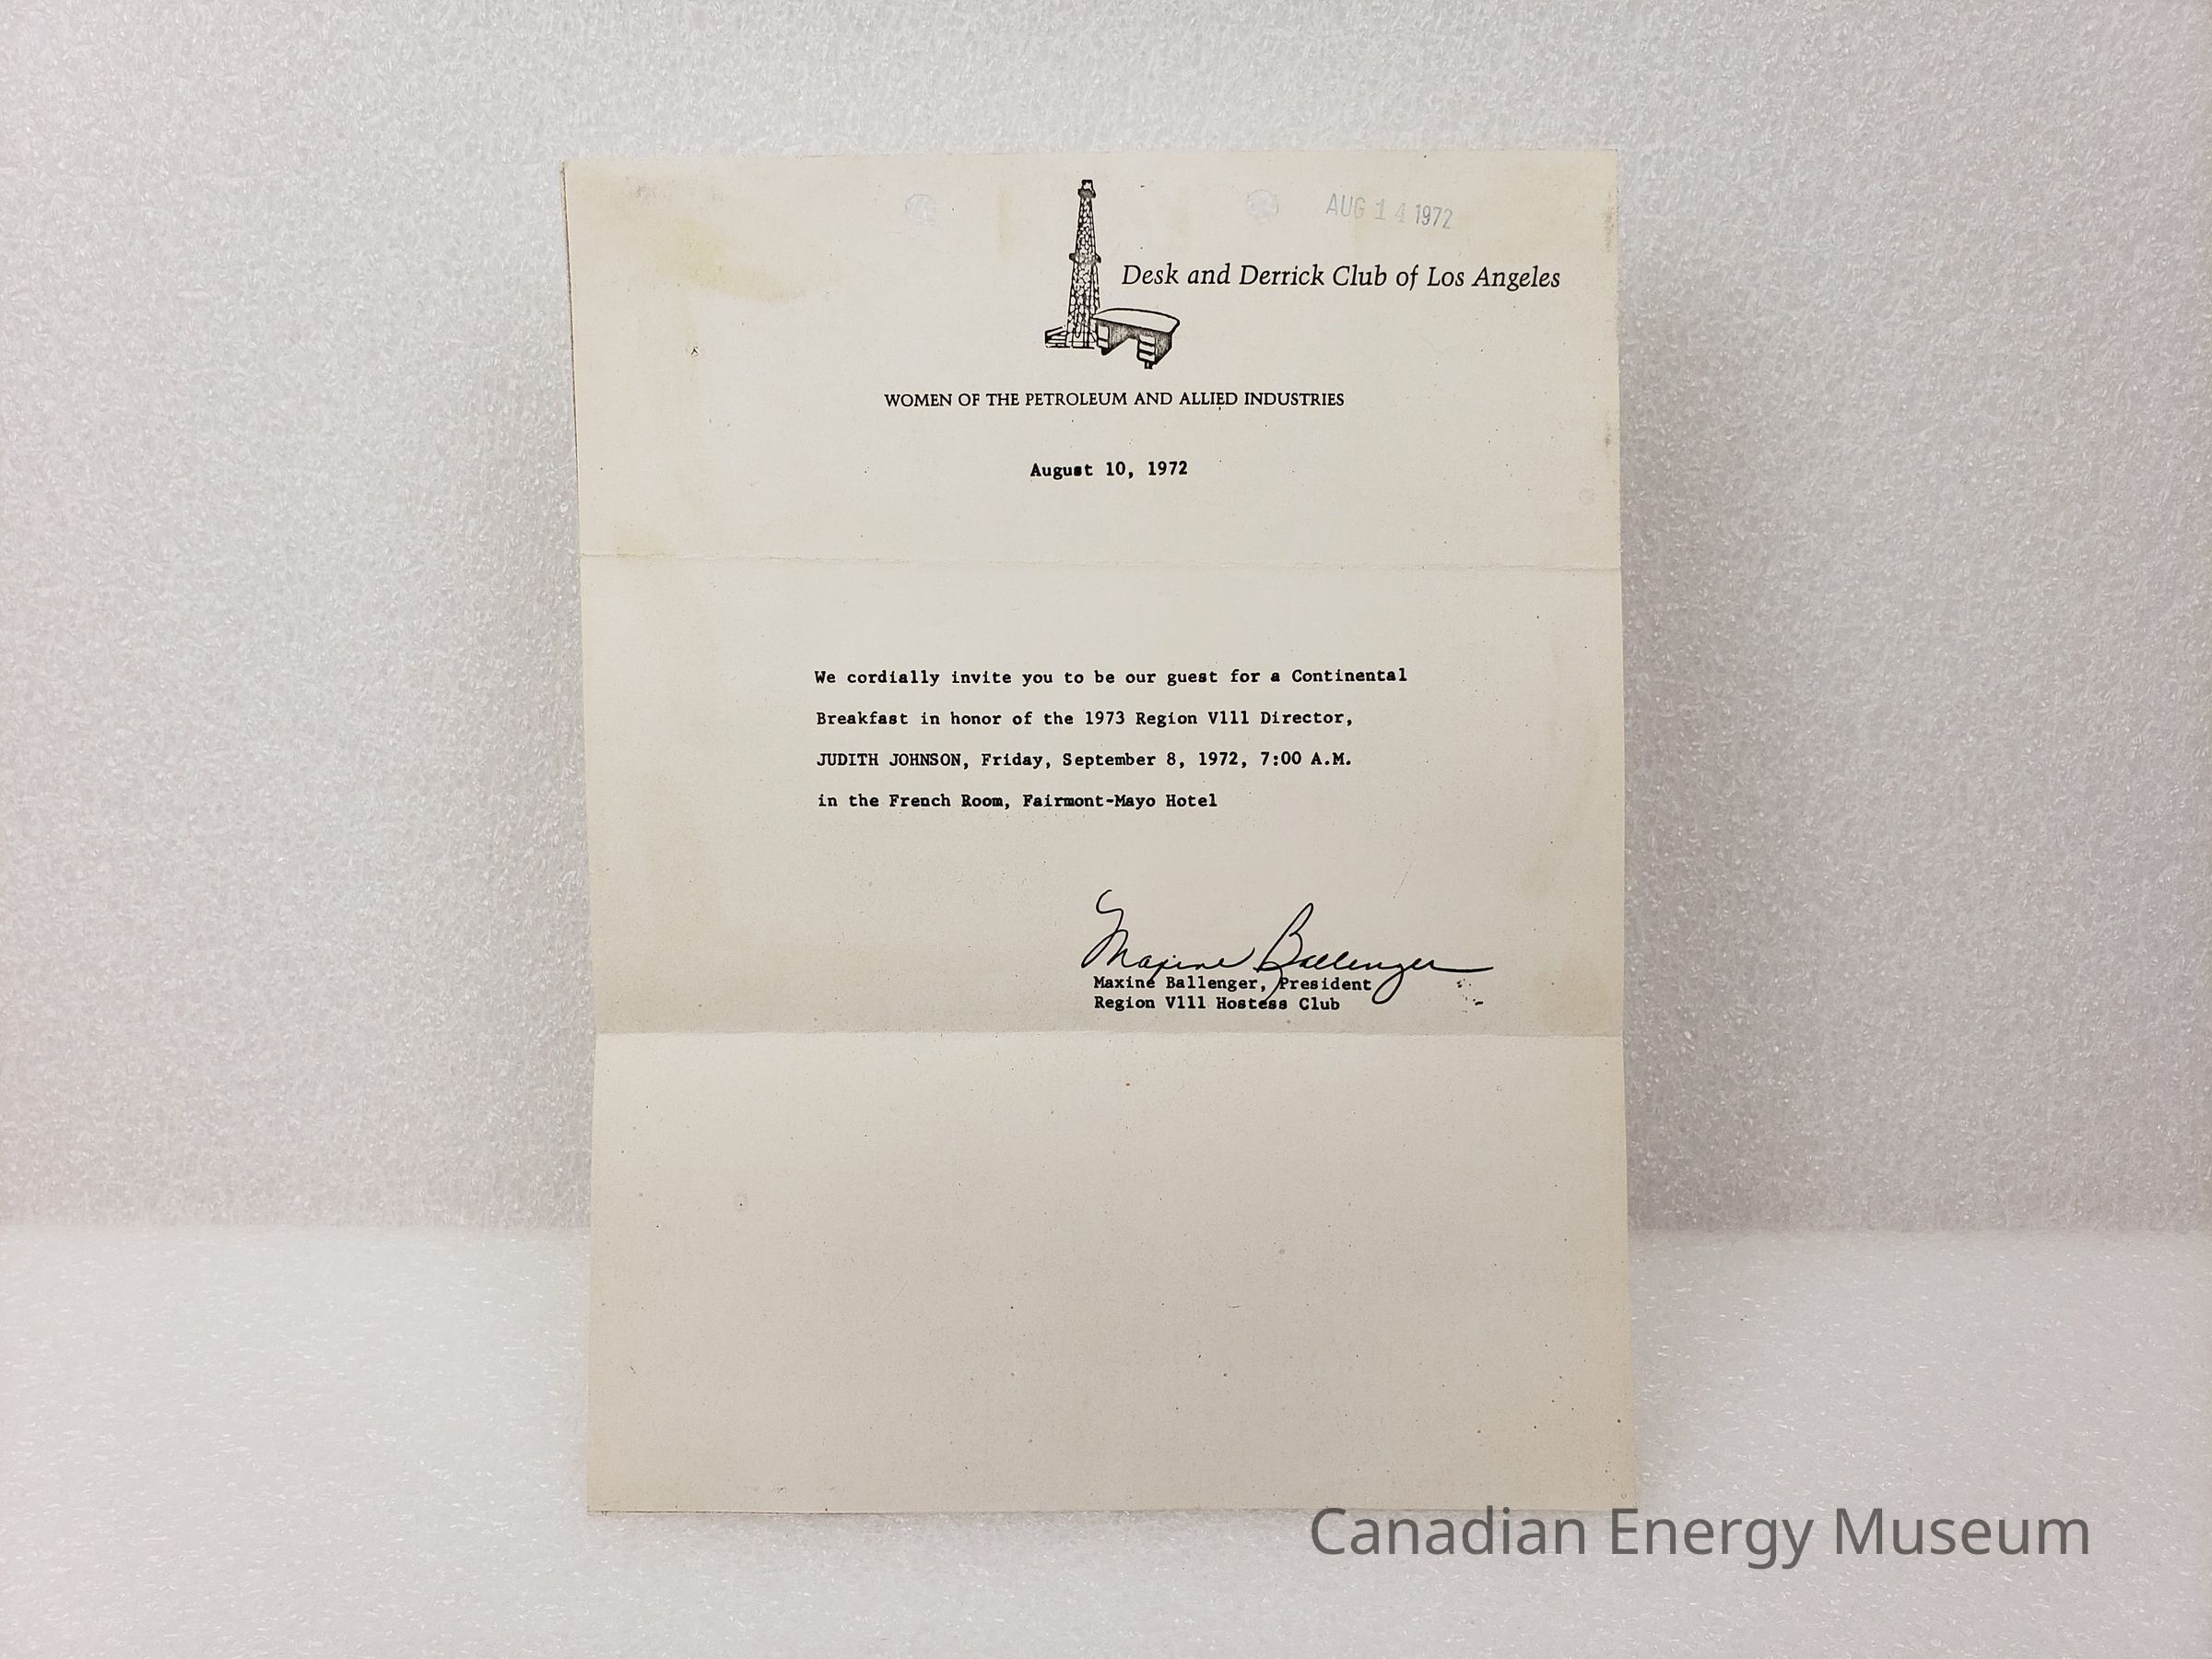 AUG 14 1972
Desk and Derrick Club of Los Angeles
WOMEN OF THE PETROLEUM AND ALLIED INDUSTRIES
August 10, 1972
We cordially invite you to be our guest for a Continental
Breakfast in honor of the 1973 Region V111 Director,
JUDITH JOHNSON, Friday, September 8, 1972, 7:00 A.M.
in the French Room, Fairmont-Mayo Hotel
Maxine Ballenger
Maxine Ballenger, President
Region V111 Hostess Club
Canadian Energy Museum